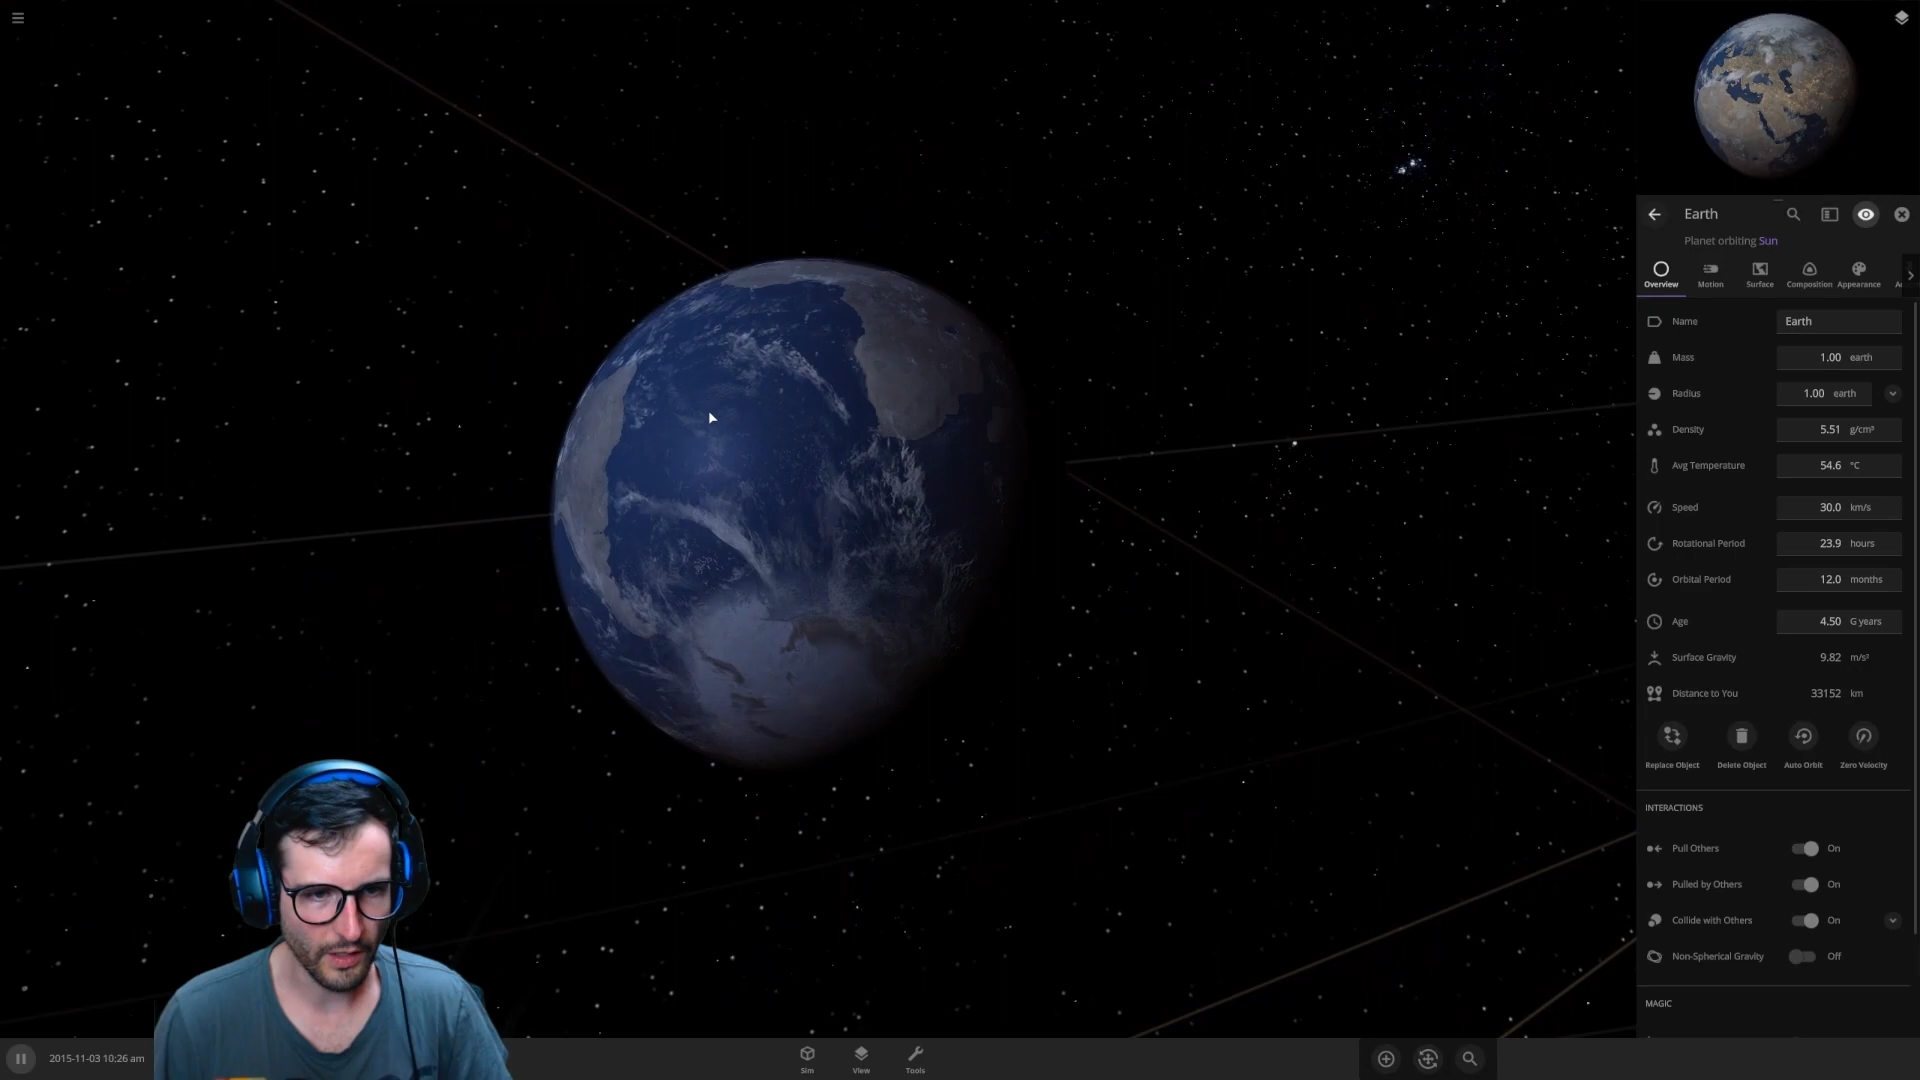 Earth
Planet orbiting Sun
Overview Motion Surface Composition Appearance
Name Earth
Mass 1.00 earth
Radius 1.00 earth
Density 5.51 g/cm³
Avg Temperature 54.6 °C
Speed 30.0 km/s
Rotational Period 23.9 hours
Orbital Period 12.0 months
Age 4.50 G years
Surface Gravity 9.82 m/s²
Distance to You 33152 km
Replace Object Delete Object Auto Orbit Zero Velocity
INTERACTIONS
Pull Others On
Pulled by Others On
Collide with Others On
Non-Spherical Gravity Off
MAGIC
2015-11-03 10:26 am
Sim View Tools